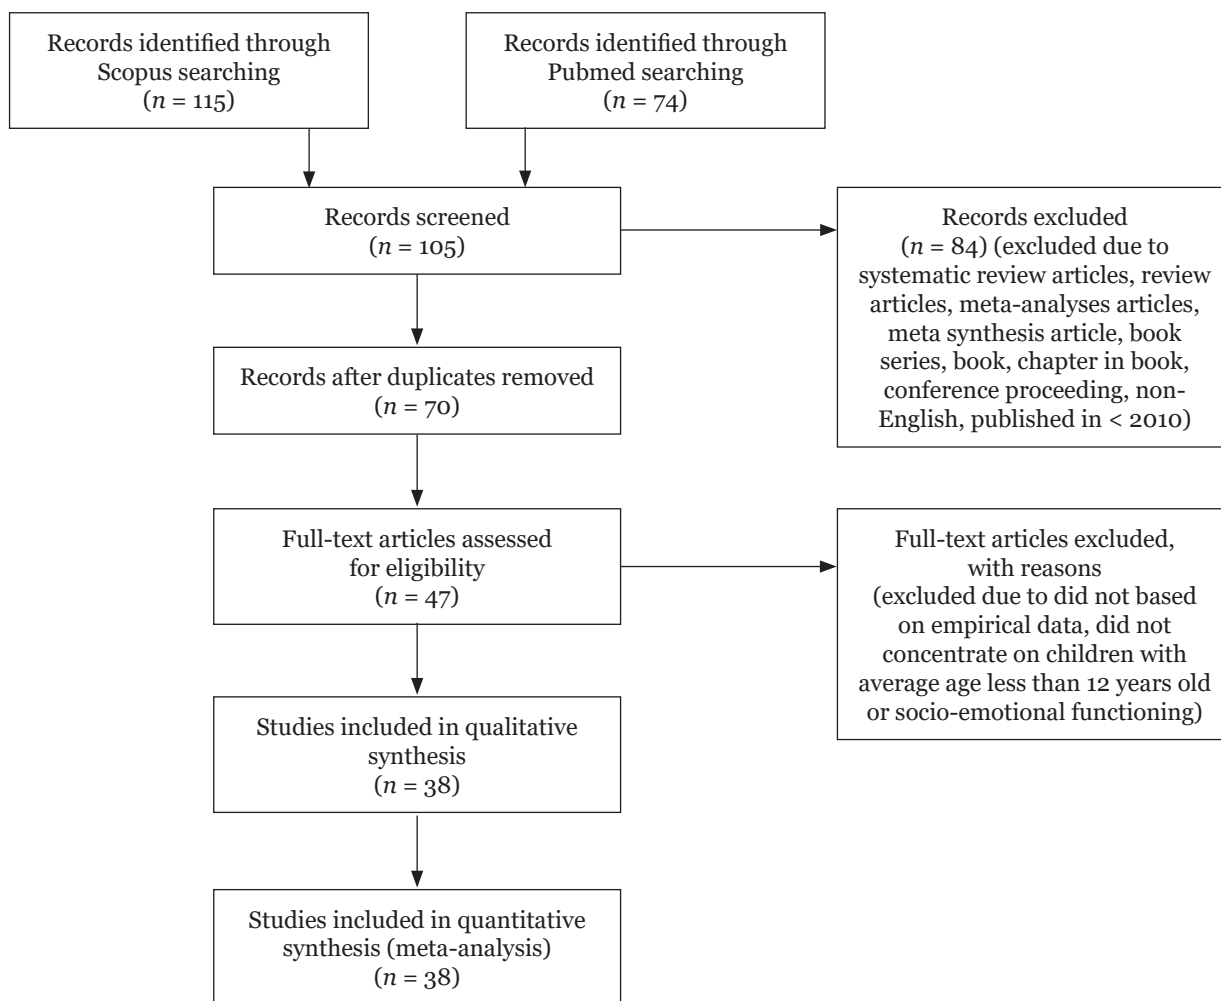 Records identified through
Scopus searching
(n = 115)
Records identified through
Pubmed searching
(n = 74)
Records screened
(n = 105)
Records excluded
(n = 84) (excluded due to
systematic review articles, review
articles, meta-analyses articles,
meta synthesis article, book
series, book, chapter in book,
conference proceeding, non-
English, published in < 2010)
Records after duplicates removed
(n = 70)
Full-text articles assessed
for eligibility
(n = 47)
Full-text articles excluded,
with reasons
(excluded due to did not based
on empirical data, did not
concentrate on children with
average age less than 12 years old
or socio-emotional functioning)
Studies included in qualitative
synthesis
(n = 38)
Studies included in quantitative
synthesis (meta-analysis)
(n = 38)